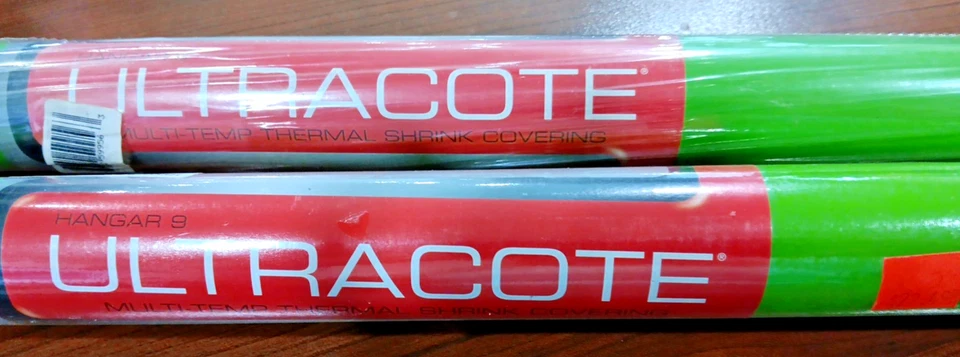 ULTRACOTE®
MULTI-TEMP THERMAL SHRINK COVERING
HANGAR 9
ULTRACOTE®
MULTI-TEMP THERMAL SHRINK COVERING